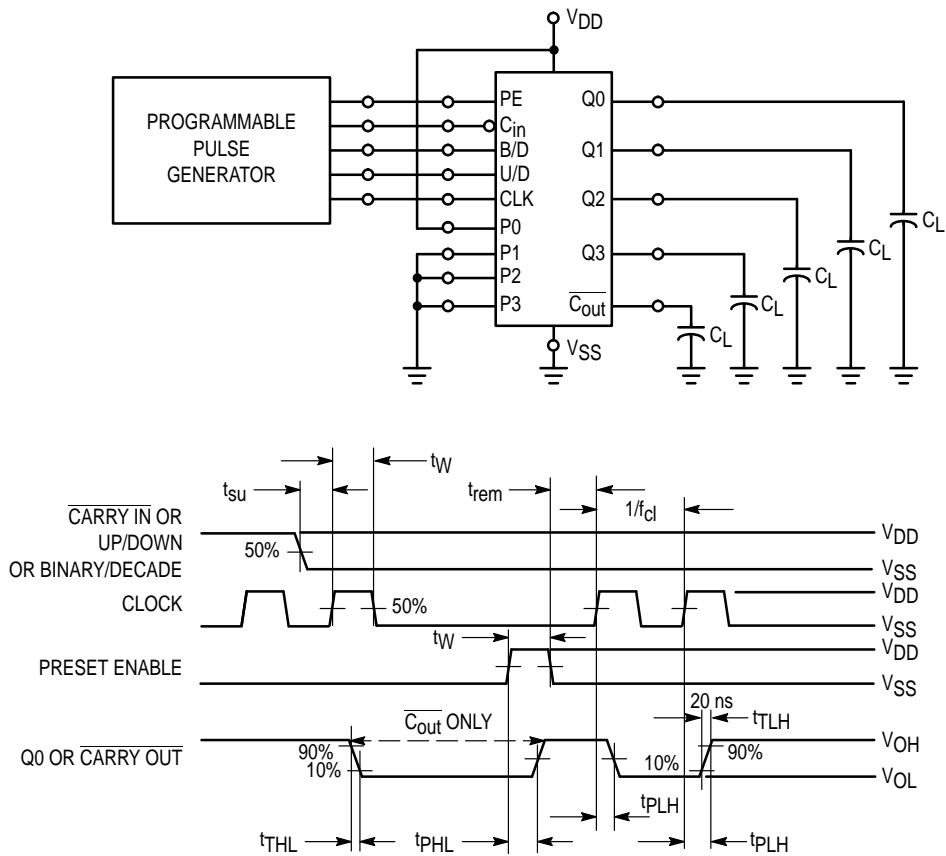 VDD
PROGRAMMABLE
PULSE
GENERATOR
PE
Cin
B/D
U/D
CLK
P0
P1
P2
P3
Q0
Q1
Q2
Q3
Cout
CL
CL
CL
CL
CL
VSS
tW
tsu
trem
1/fcl
CARRY IN OR
UP/DOWN
OR BINARY/DECADE
50%
VDD
VSS
CLOCK
50%
VDD
VSS
tW
PRESET ENABLE
VDD
VSS
20 ns
tTLH
Cout ONLY
Q0 OR CARRY OUT
90%
10%
10%
90%
VOH
VOL
tPLH
tTHL
tPHL
tPLH